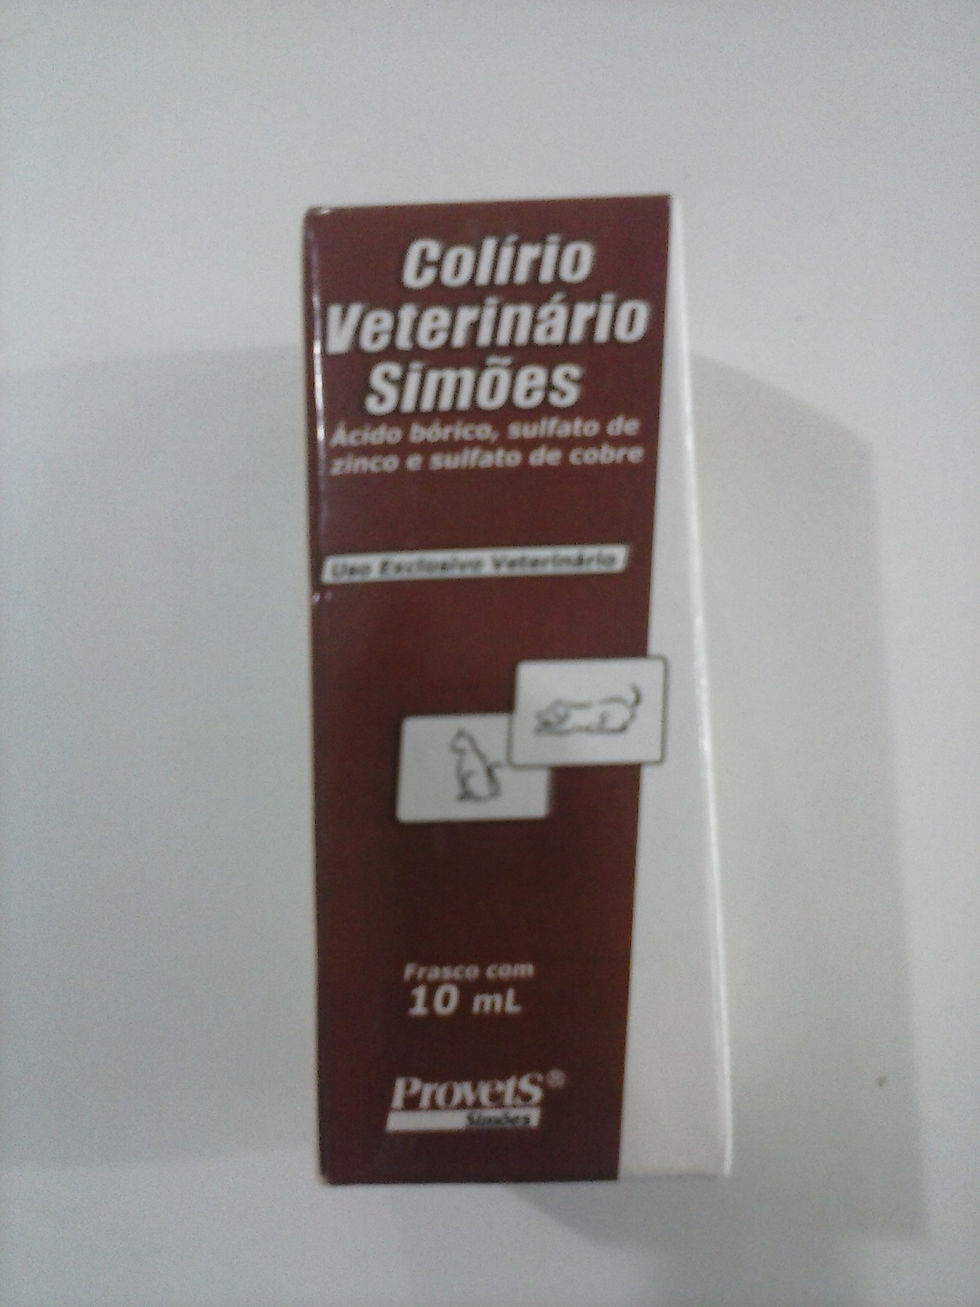 Colírio
Veterinário
Simões
Ácido bórico, sulfato de
zinco e sulfato de cobre
Uso Exclusivo Veterinário
Frasco com
10 mL
ProvetS®
Simões